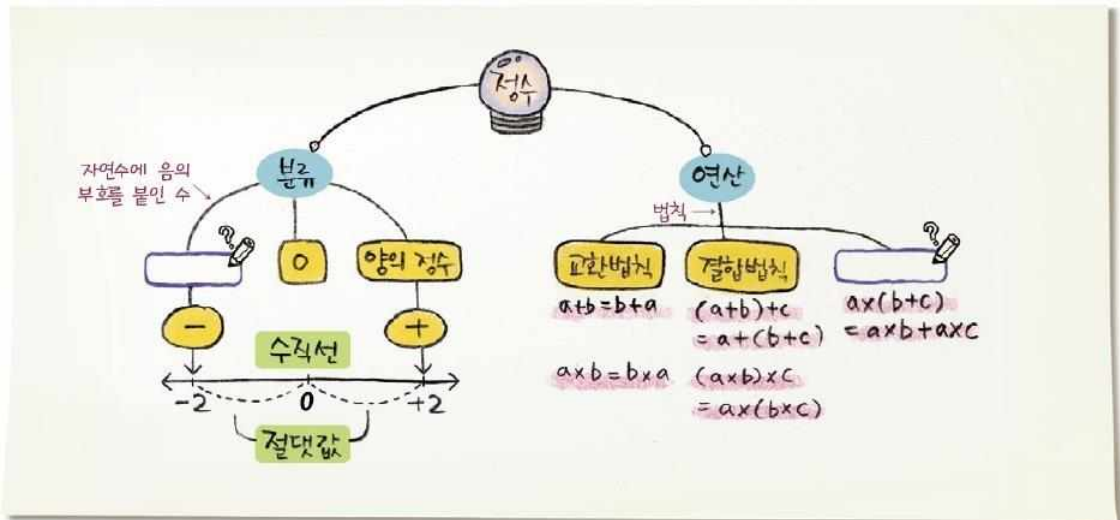 정수
분류
연산
자연수에 음의
부호를 붙인 수
법칙
0
양의 정수
교환법칙
결합법칙
a+b=b+a
(a+b)+c
=a+(b+c)
a×(b+c)
=a×b+a×c
-
+
수직선
a×b=b×a
(a×b)×c
=a×(b×c)
-2
0
+2
절댓값